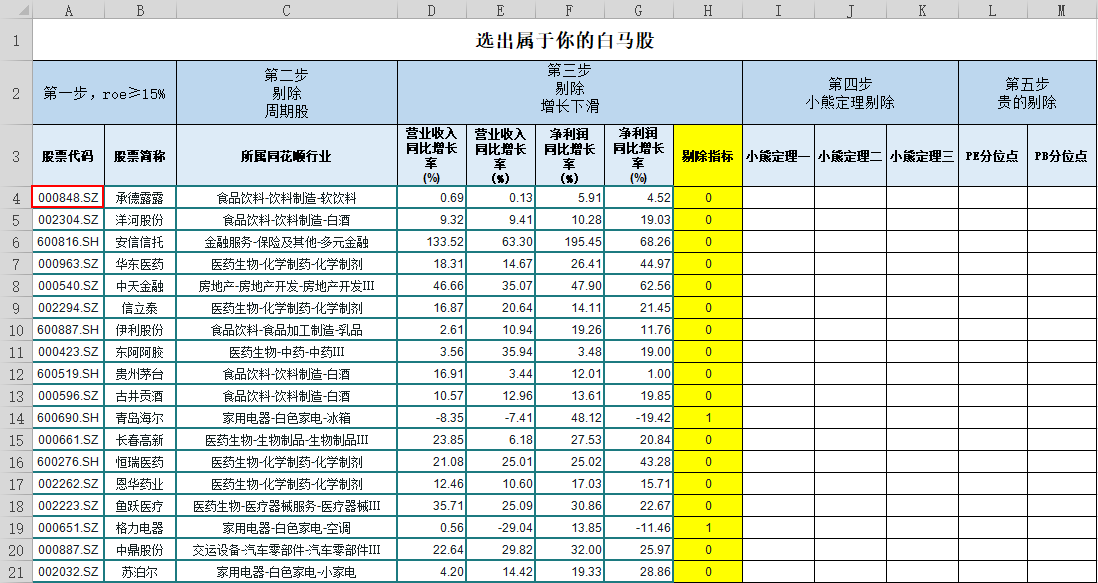 A B C D E F G H I J K L M
1 选出属于你的白马股
2 第一步，roe≥15% 第二步 剔除 周期股 第三步 剔除 增长下滑 第四步 小熊定理剔除 第五步 贵的剔除
3 股票代码 股票简称 所属同花顺行业 营业收入同比增长率(%) 营业收入同比增长率(%) 净利润同比增长率(%) 净利润同比增长率(%) 剔除指标 小熊定理一 小熊定理二 小熊定理三 PE分位点 PB分位点
4 000848.SZ 承德露露 食品饮料-饮料制造-软饮料 0.69 0.13 5.91 4.52 0
5 002304.SZ 洋河股份 食品饮料-饮料制造-白酒 9.32 9.41 10.28 19.03 0
6 600816.SH 安信信托 金融服务-保险及其他-多元金融 133.52 63.30 195.45 68.26 0
7 000963.SZ 华东医药 医药生物-化学制药-化学制剂 18.31 14.67 26.41 44.97 0
8 000540.SZ 中天金融 房地产-房地产开发-房地产开发III 46.66 35.07 47.90 62.56 0
9 002294.SZ 信立泰 医药生物-化学制药-化学制剂 16.87 20.64 14.11 21.45 0
10 600887.SH 伊利股份 食品饮料-食品加工制造-乳品 2.61 10.94 19.26 11.76 0
11 000423.SZ 东阿阿胶 医药生物-中药-中药III 3.56 35.94 3.48 19.00 0
12 600519.SH 贵州茅台 食品饮料-饮料制造-白酒 16.91 3.44 12.01 1.00 0
13 000596.SZ 古井贡酒 食品饮料-饮料制造-白酒 10.57 12.96 13.61 19.85 0
14 600690.SH 青岛海尔 家用电器-白色家电-冰箱 -8.35 -7.41 48.12 -19.42 1
15 000661.SZ 长春高新 医药生物-生物制品-生物制品III 23.85 6.18 27.53 20.84 0
16 600276.SH 恒瑞医药 医药生物-化学制药-化学制剂 21.08 25.01 25.02 43.28 0
17 002262.SZ 恩华药业 医药生物-化学制药-化学制剂 12.46 10.60 17.03 15.71 0
18 002223.SZ 鱼跃医疗 医药生物-医疗器械服务-医疗器械III 35.71 25.09 30.86 22.67 0
19 000651.SZ 格力电器 家用电器-白色家电-空调 0.56 -29.04 13.85 -11.46 1
20 000887.SZ 中鼎股份 交运设备-汽车零部件-汽车零部件III 22.64 29.82 32.00 25.97 0
21 002032.SZ 苏泊尔 家用电器-白色家电-小家电 4.20 14.42 19.33 28.86 0